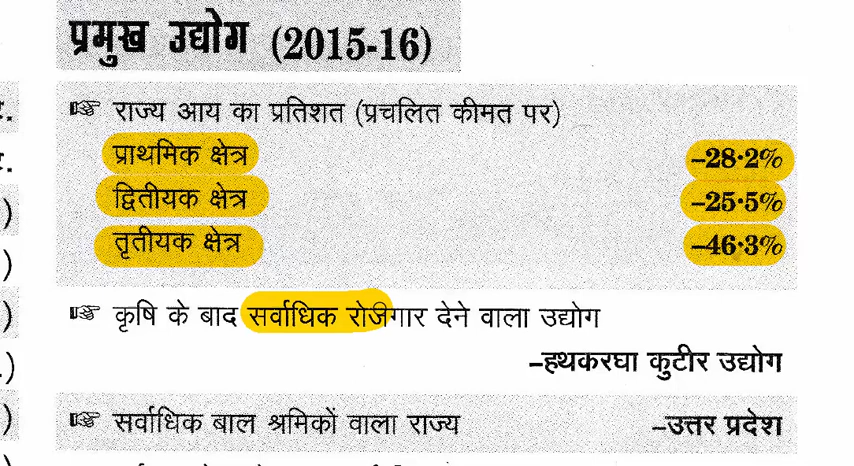 प्रमुख उद्योग (2015-16)
☞ राज्य आय का प्रतिशत (प्रचलित कीमत पर)
प्राथमिक क्षेत्र –28·2%
द्वितीयक क्षेत्र –25·5%
तृतीयक क्षेत्र –46·3%
☞ कृषि के बाद सर्वाधिक रोजगार देने वाला उद्योग
–हथकरघा कुटीर उद्योग
☞ सर्वाधिक बाल श्रमिकों वाला राज्य –उत्तर प्रदेश